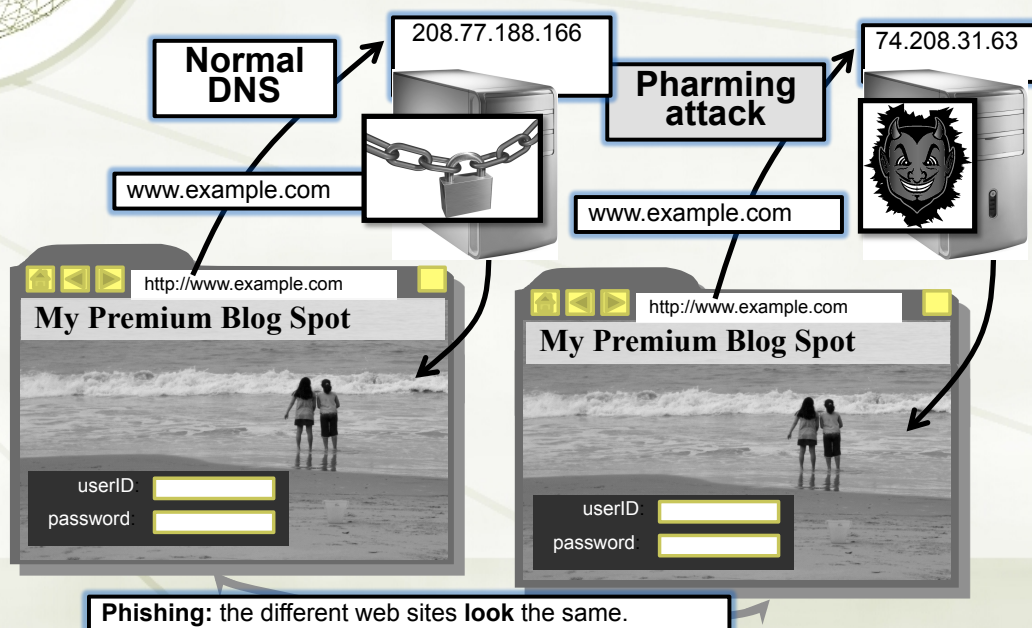 Normal
DNS
208.77.188.166
www.example.com
http://www.example.com
My Premium Blog Spot
userID:
password:
Pharming
attack
74.208.31.63
www.example.com
http://www.example.com
My Premium Blog Spot
userID:
password:
Phishing: the different web sites look the same.